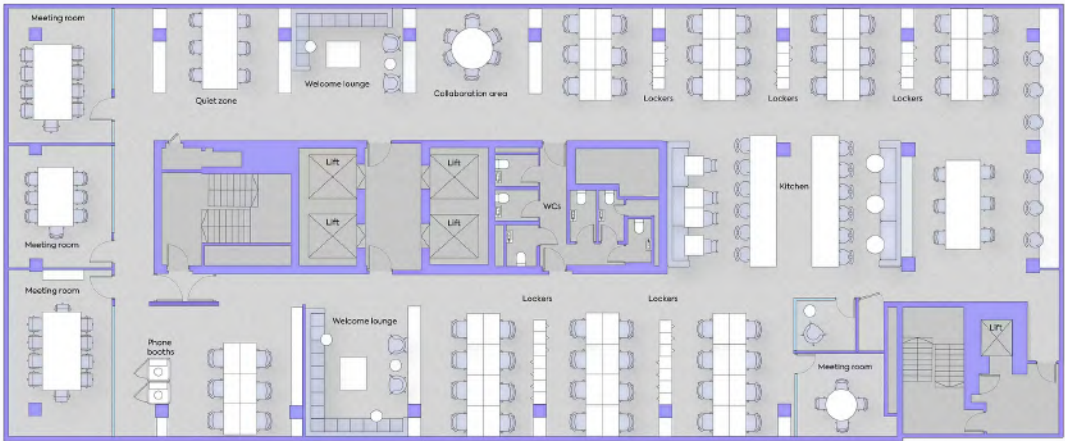 Meeting room
Quiet zone
Welcome lounge
Collaboration area
Lockers
Lockers
Lockers
Lift
Lift
Lift
Lift
WCs
Kitchen
Meeting room
Meeting room
Lockers
Lockers
Welcome lounge
Phone
booths
Lift
Meeting room